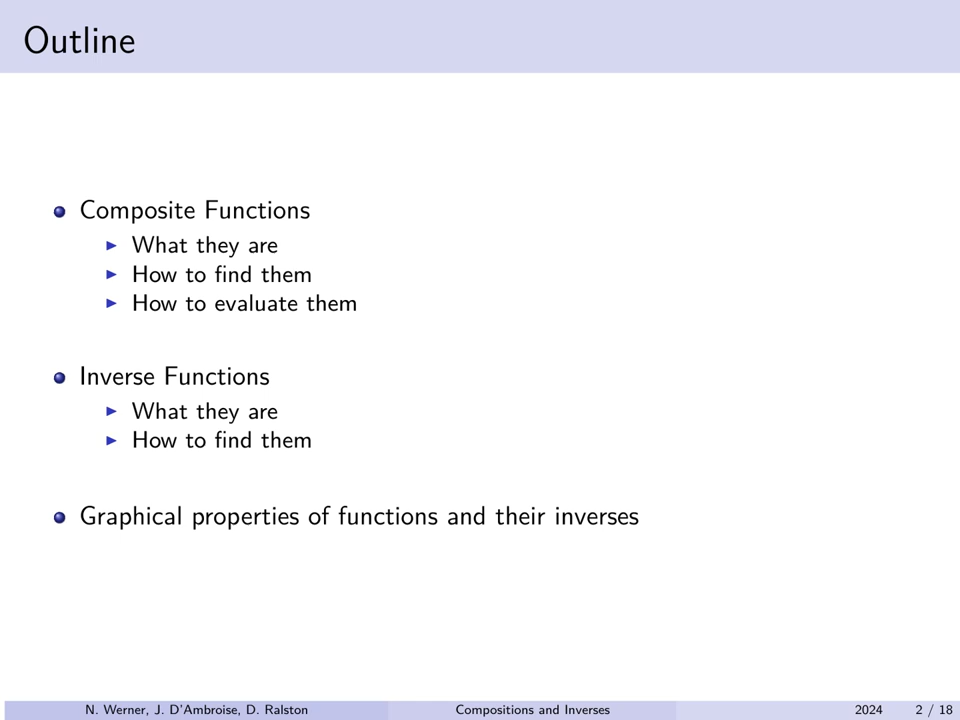 Outline
Composite Functions
What they are
How to find them
How to evaluate them
Inverse Functions
What they are
How to find them
Graphical properties of functions and their inverses
N. Werner, J. D'Ambroise, D. Ralston Compositions and Inverses 2024 2 / 18